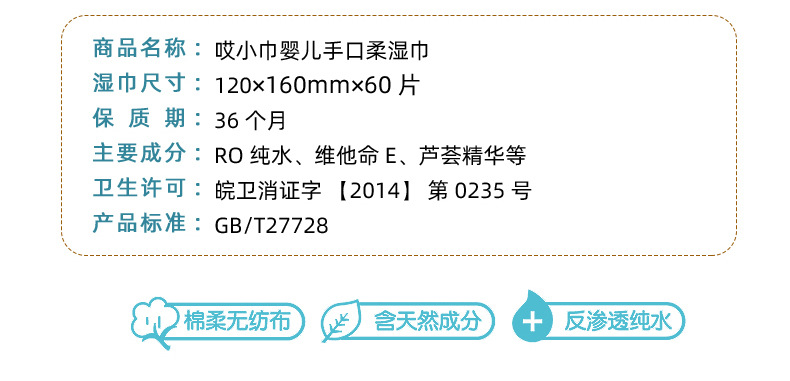 商品名称：哎小巾婴儿手口柔湿巾
湿巾尺寸：120×160mm×60 片
保 质 期：36 个月
主要成分：RO 纯水、维他命 E、芦荟精华等
卫生许可：皖卫消证字 【2014】 第 0235 号
产品标准：GB/T27728
棉柔无纺布 含天然成分 反渗透纯水